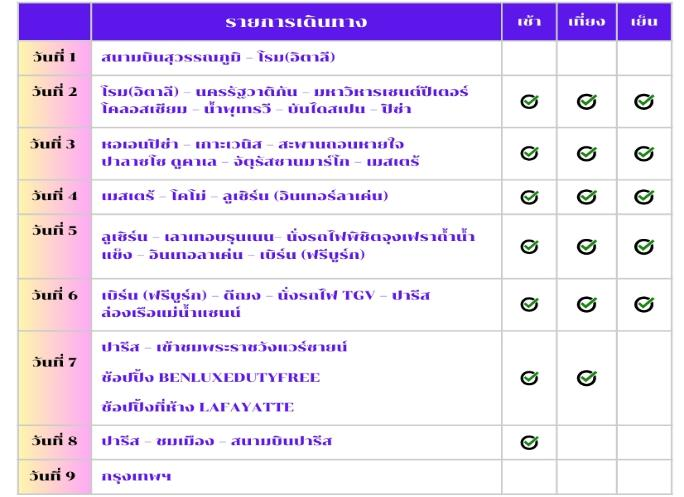 รายการเดินทาง เช้า เที่ยง เย็น
วันที่ 1 สนามบินสุวรรณภูมิ - โรม(อิตาลี)
วันที่ 2 โรม(อิตาลี) - นครรัฐวาติกัน - มหาวิหารเซนต์ปีเตอร์
โคลอสเซียม - น้ำพุเทรวี - บันไดสเปน - ปิซ่า
วันที่ 3 หอเอนปิซ่า - เกาะเวนิส - สะพานถอนหายใจ
ปาลาซโซ ดูคาเล - จัตุรัสซานมาร์โก - เมสเตร้
วันที่ 4 เมสเตร้ - โคโม่ - ลูเซิร์น (อินเทอร์ลาเค่น)
วันที่ 5 ลูเซิร์น - เลาเทอบรุนเนน- นั่งรถไฟพิชิตจุงเฟราถ้ำน้ำ
แข็ง - อินเทอลาเค่น - เบิร์น (ฟรีบูร์ก)
วันที่ 6 เบิร์น (ฟรีบูร์ก) - ดีฌง - นั่งรถไฟ TGV - ปารีส
ล่องเรือแม่น้ำแซนน์
วันที่ 7 ปารีส - เข้าชมพระราชวังแวร์ซายน์
ช้อปปิ้ง BENLUXEDUTYFREE
ช้อปปิ้งที่ห้าง LAFAYATTE
วันที่ 8 ปารีส - ชมเมือง - สนามบินปารีส
วันที่ 9 กรุงเทพฯ